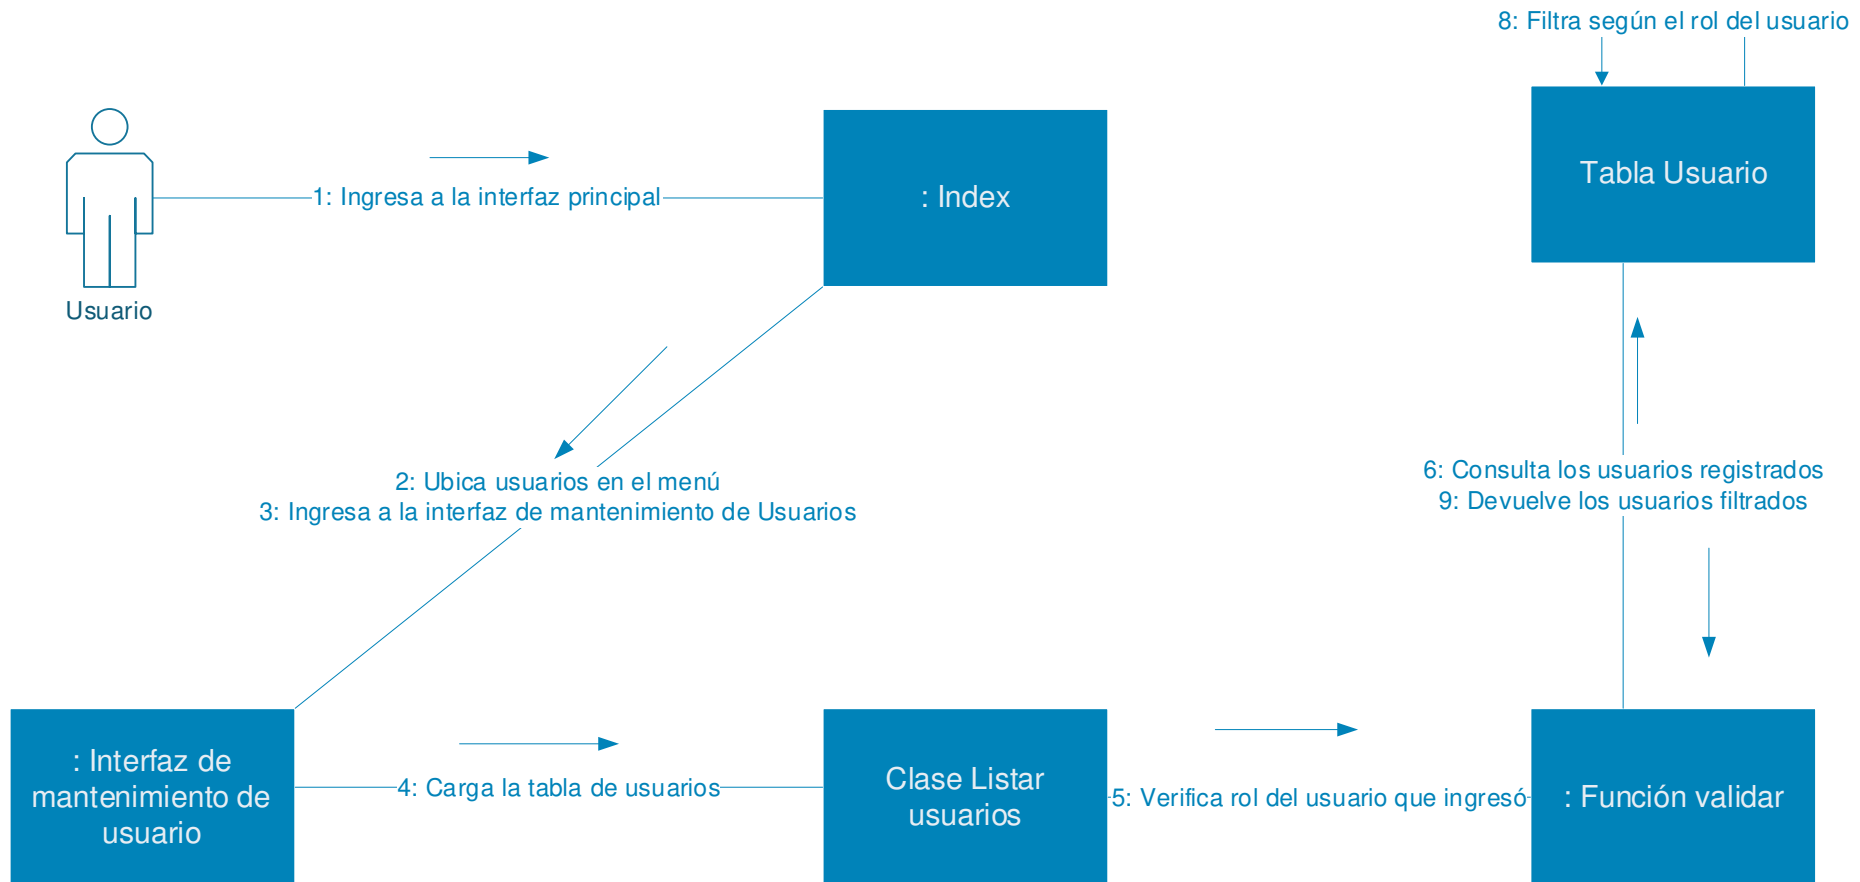 8: Filtra según el rol del usuario
Usuario
1: Ingresa a la interfaz principal
: Index
Tabla Usuario
2: Ubica usuarios en el menú
3: Ingresa a la interfaz de mantenimiento de Usuarios
6: Consulta los usuarios registrados
9: Devuelve los usuarios filtrados
: Interfaz de
mantenimiento de
usuario
4: Carga la tabla de usuarios
Clase Listar
usuarios
5: Verifica rol del usuario que ingresó
: Función validar